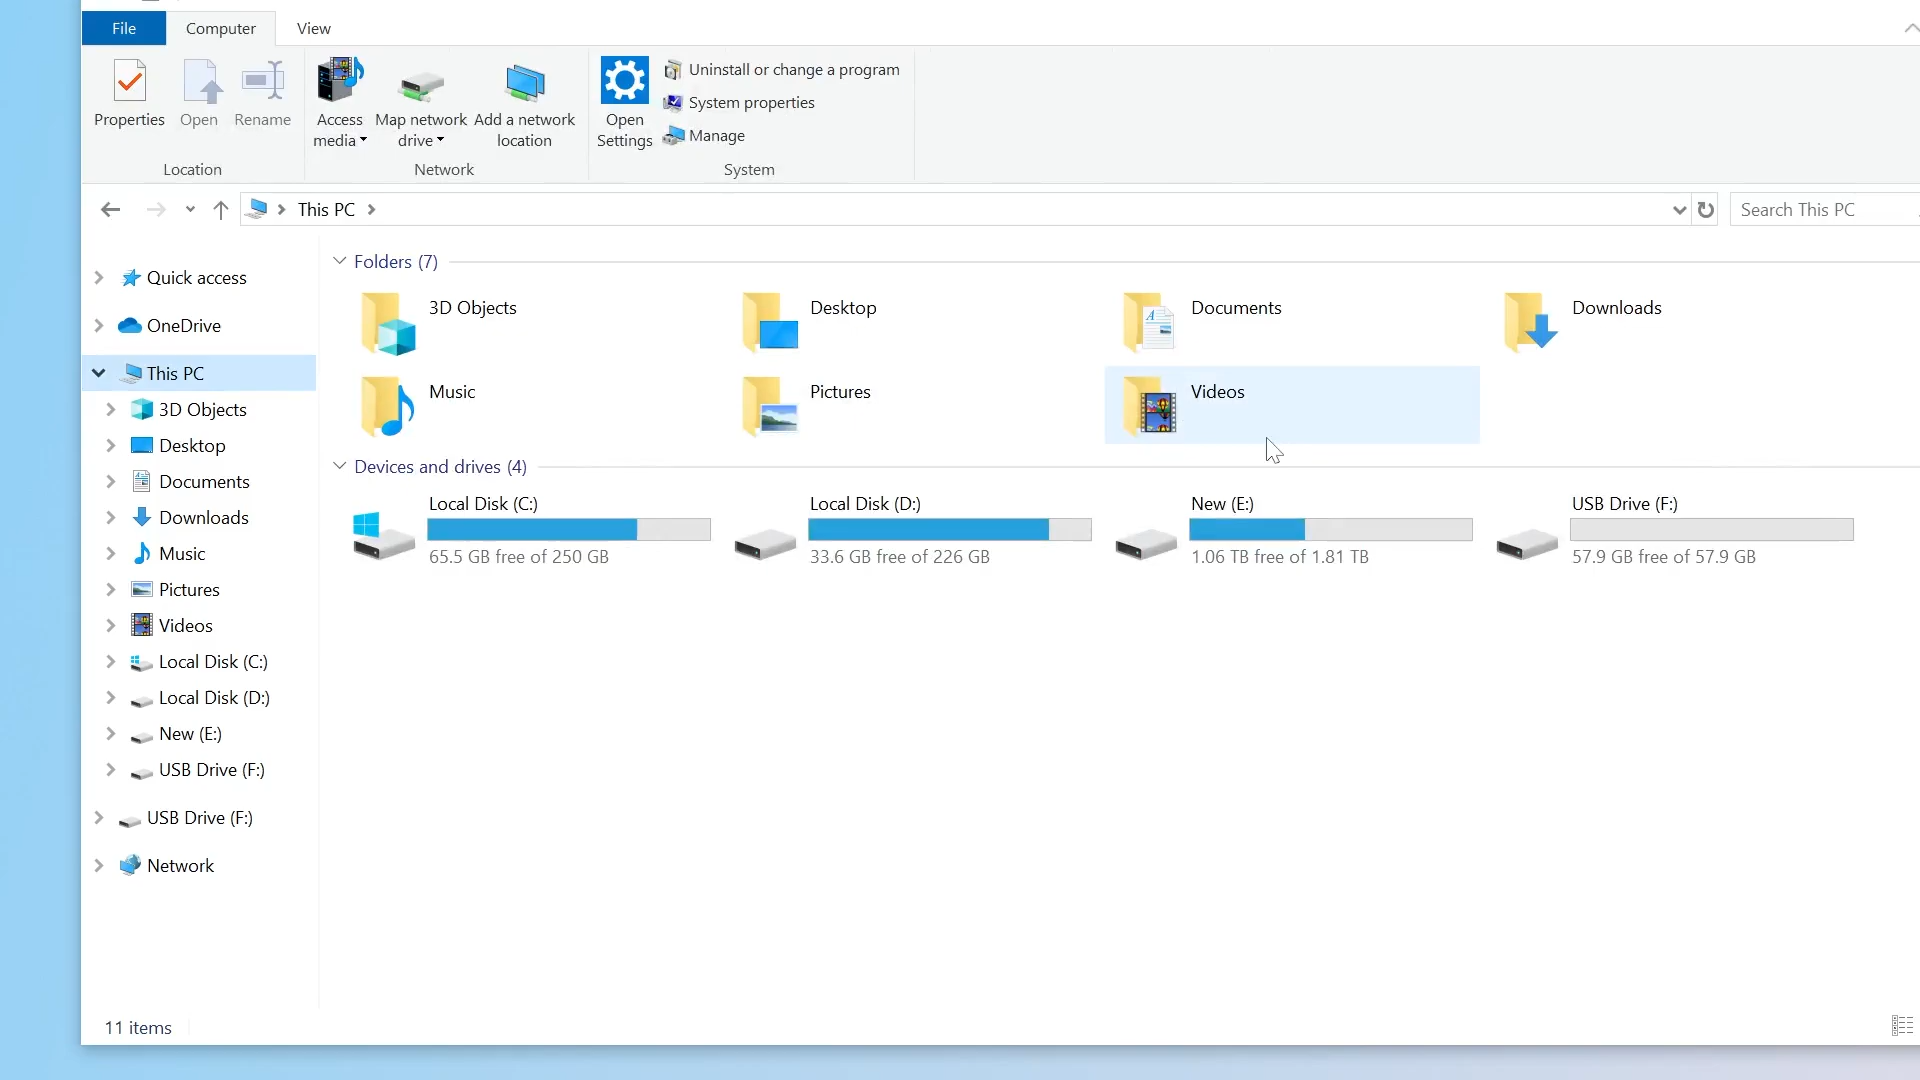 File
Computer
View
Properties
Open
Rename
Access media
Map network drive
Add a network location
Open Settings
Uninstall or change a program
System properties
Manage
Location
Network
System
This PC
Search This PC
Quick access
OneDrive
This PC
3D Objects
Desktop
Documents
Downloads
Music
Pictures
Videos
Local Disk (C:)
Local Disk (D:)
New (E:)
USB Drive (F:)
USB Drive (F:)
Network
Folders (7)
3D Objects
Desktop
Documents
Downloads
Music
Pictures
Videos
Devices and drives (4)
Local Disk (C:)
65.5 GB free of 250 GB
Local Disk (D:)
33.6 GB free of 226 GB
New (E:)
1.06 TB free of 1.81 TB
USB Drive (F:)
57.9 GB free of 57.9 GB
11 items